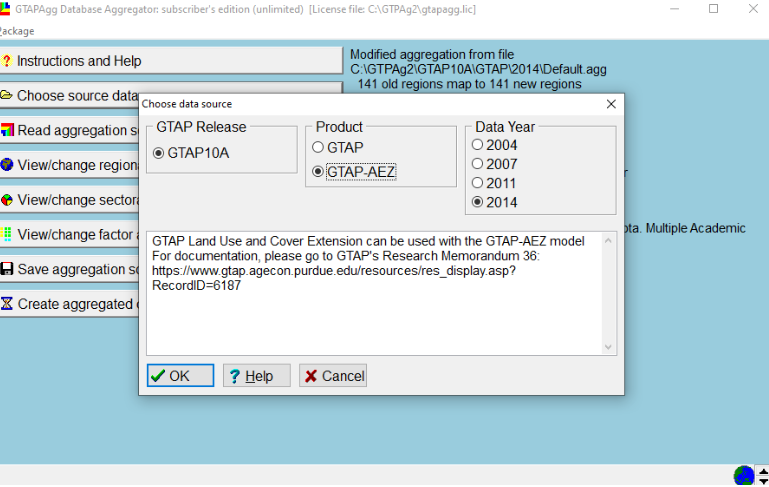 GTAPAgg Database Aggregator: subscriber's edition (unlimited) [License file: C:\GTPAg2\gtapagg.lic]
Package
Instructions and Help
Modified aggregation from file
C:\GTPAg2\GTAP10A\GTAP\2014\Default.agg
141 old regions map to 141 new regions
Choose source data
Read aggregation s
View/change regiona
View/change sectora
View/change factor a
Save aggregation s
Create aggregated
ota. Multiple Academic
Choose data source
GTAP Release
GTAP10A
Product
GTAP
GTAP-AEZ
Data Year
2004
2007
2011
2014
GTAP Land Use and Cover Extension can be used with the GTAP-AEZ model
For documentation, please go to GTAP's Research Memorandum 36:
https://www.gtap.agecon.purdue.edu/resources/res_display.asp?
RecordID=6187
OK
Help
Cancel